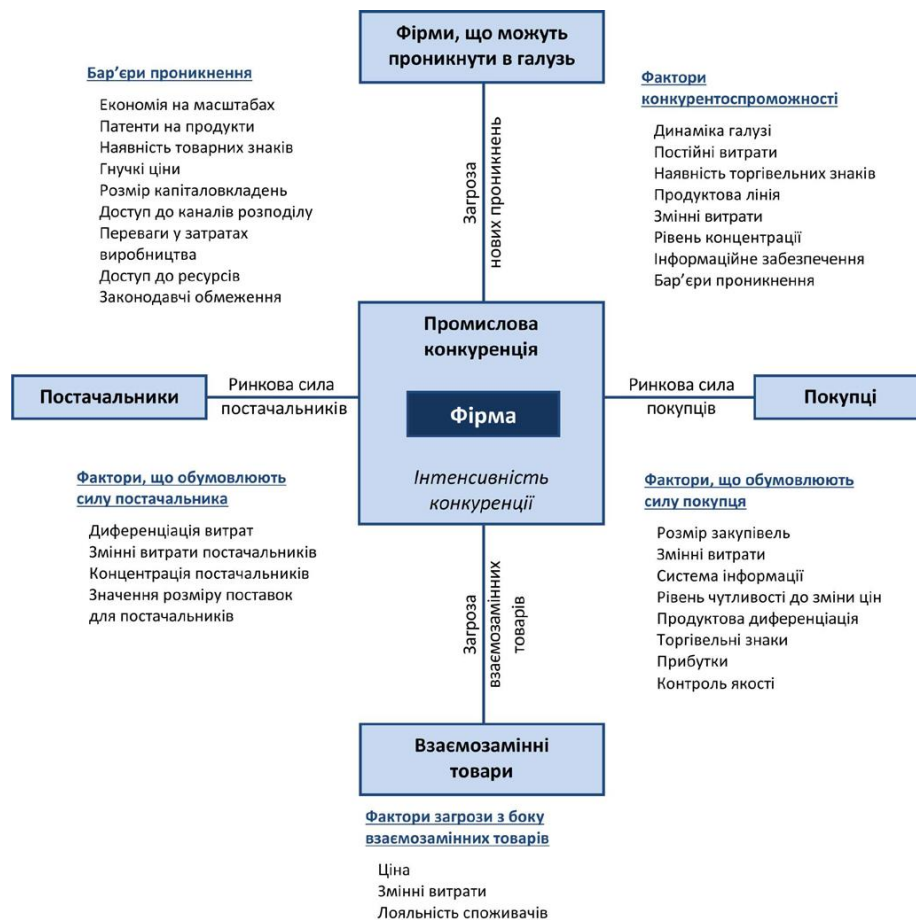 Фірми, що можуть
проникнути в галузь
Бар’єри проникнення
Економія на масштабах
Патенти на продукти
Наявність товарних знаків
Гнучкі ціни
Розмір капіталовкладень
Доступ до каналів розподілу
Переваги у затратах
виробництва
Доступ до ресурсів
Законодавчі обмеження
Загроза
нових проникнень
Фактори
конкурентоспроможності
Динаміка галузі
Постійні витрати
Наявність торгівельних знаків
Продуктова лінія
Змінні витрати
Рівень концентрації
Інформаційне забезпечення
Бар’єри проникнення
Постачальники
Ринкова сила
постачальників
Промислова
конкуренція
Фірма
Інтенсивність
конкуренції
Ринкова сила
покупців
Покупці
Фактори, що обумовлюють
силу постачальника
Диференціація витрат
Змінні витрати постачальників
Концентрація постачальників
Значення розміру поставок
для постачальників
Загроза
взаємозамінних
товарів
Фактори, що обумовлюють
силу покупця
Розмір закупівель
Змінні витрати
Система інформації
Рівень чутливості до зміни цін
Продуктова диференціація
Торгівельні знаки
Прибутки
Контроль якості
Взаємозамінні
товари
Фактори загрози з боку
взаємозамінних товарів
Ціна
Змінні витрати
Лояльність споживачів